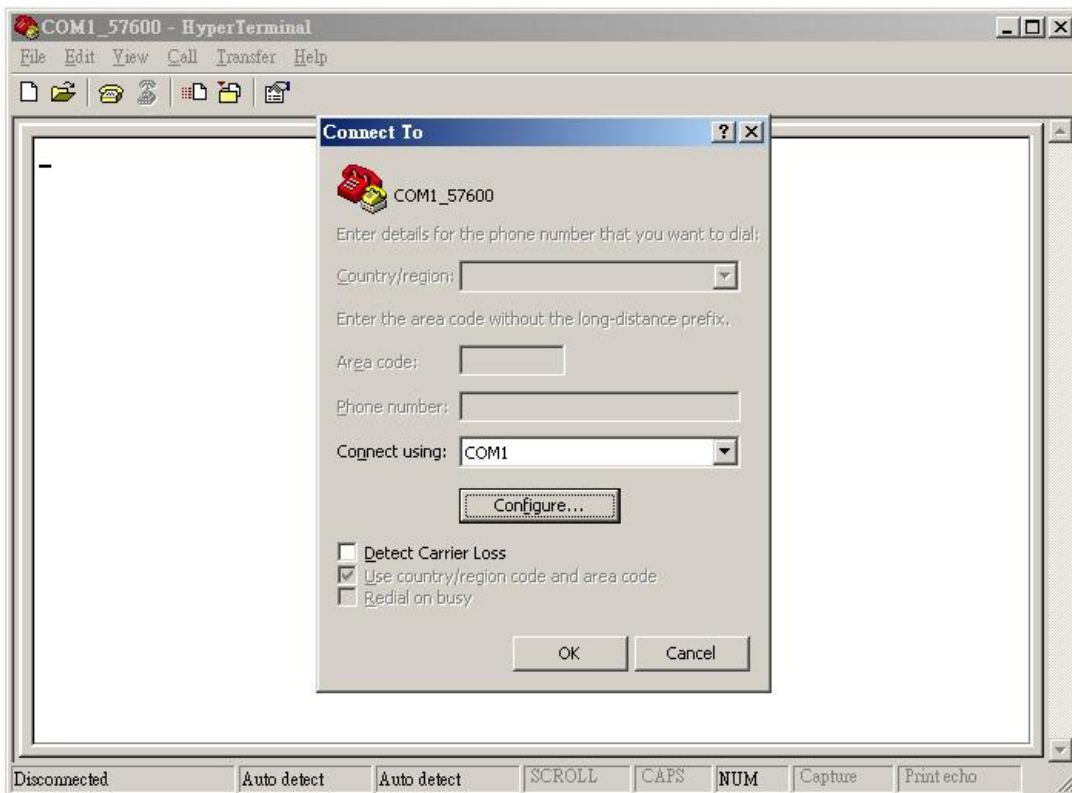 COM1_57600 - HyperTerminal
File Edit View Call Transfer Help
Connect To
COM1_57600
Enter details for the phone number that you want to dial:
Country/region:
Enter the area code without the long-distance prefix.
Area code:
Phone number:
Connect using: COM1
Configure...
Detect Carrier Loss
Use country/region code and area code
Redial on busy
OK Cancel
Disconnected Auto detect Auto detect SCROLL CAPS NUM Capture Print echo